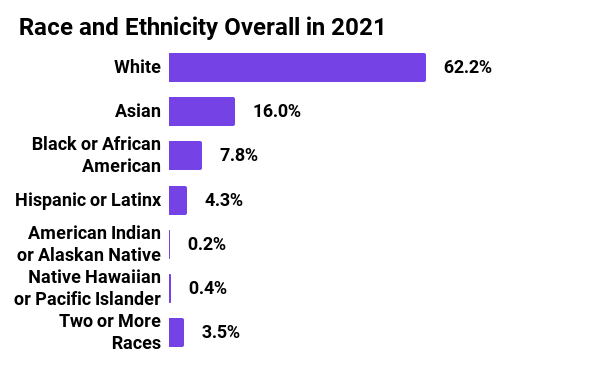 Race and Ethnicity Overall in 2021
White 62.2%
Asian 16.0%
Black or African
American 7.8%
Hispanic or Latinx 4.3%
American Indian
or Alaskan Native 0.2%
Native Hawaiian
or Pacific Islander 0.4%
Two or More
Races 3.5%